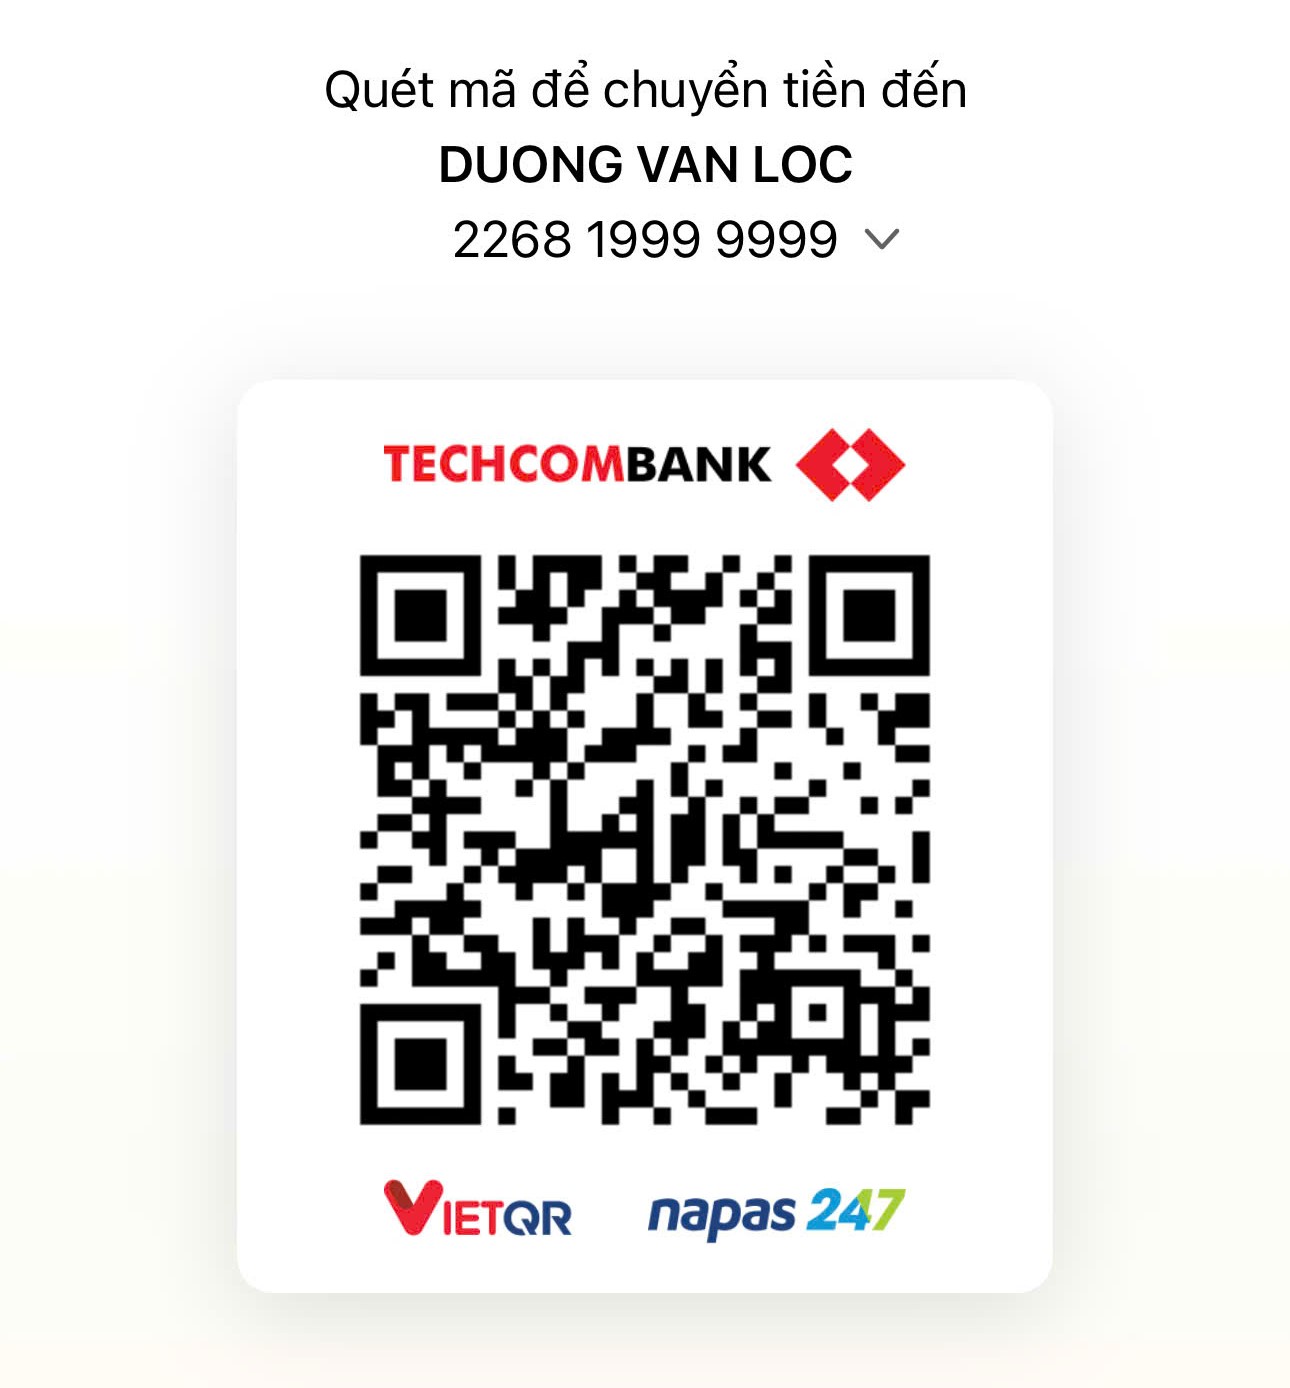 Quét mã để chuyển tiền đến
DUONG VAN LOC
2268 1999 9999
TECHCOMBANK
VIETQR
napas 247